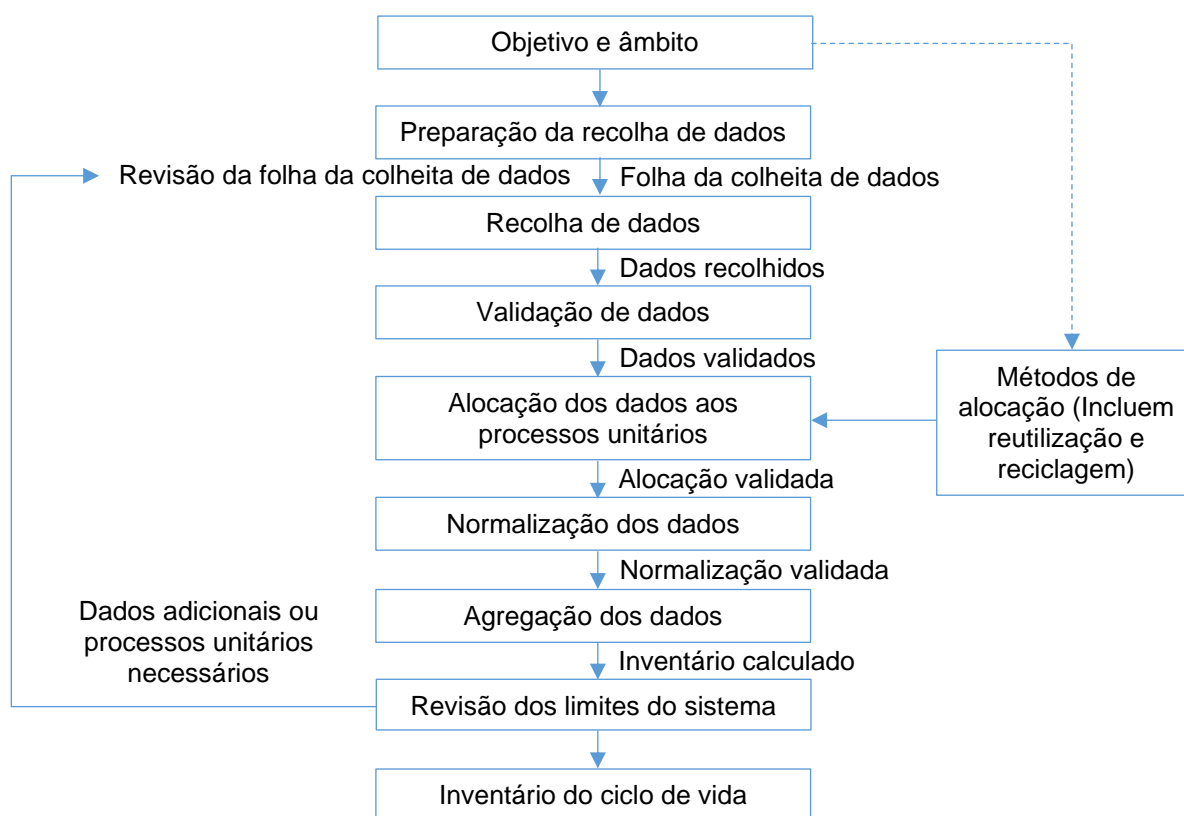 Objetivo e âmbito
Preparação da recolha de dados
Revisão da folha da colheita de dados
Folha da colheita de dados
Recolha de dados
Dados recolhidos
Validação de dados
Dados validados
Alocação dos dados aos
processos unitários
Métodos de
alocação (Incluem
reutilização e
reciclagem)
Alocação validada
Normalização dos dados
Normalização validada
Agregação dos dados
Dados adicionais ou
processos unitários
necessários
Inventário calculado
Revisão dos limites do sistema
Inventário do ciclo de vida